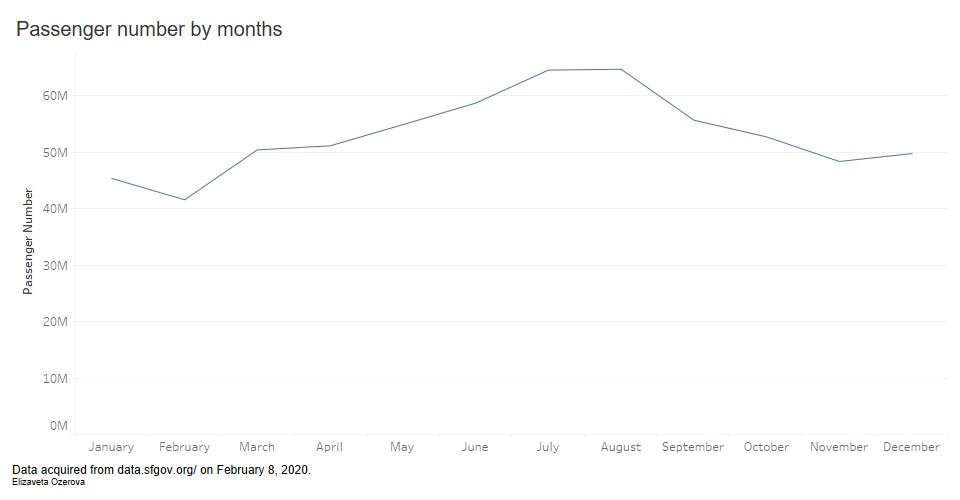 Passenger number by months
60M
50M
40M
30M
20M
10M
0M
Passenger Number
January February March April May June July August September October November December
Data acquired from data.sfgov.org/ on February 8, 2020.
Elizaveta Ozerova